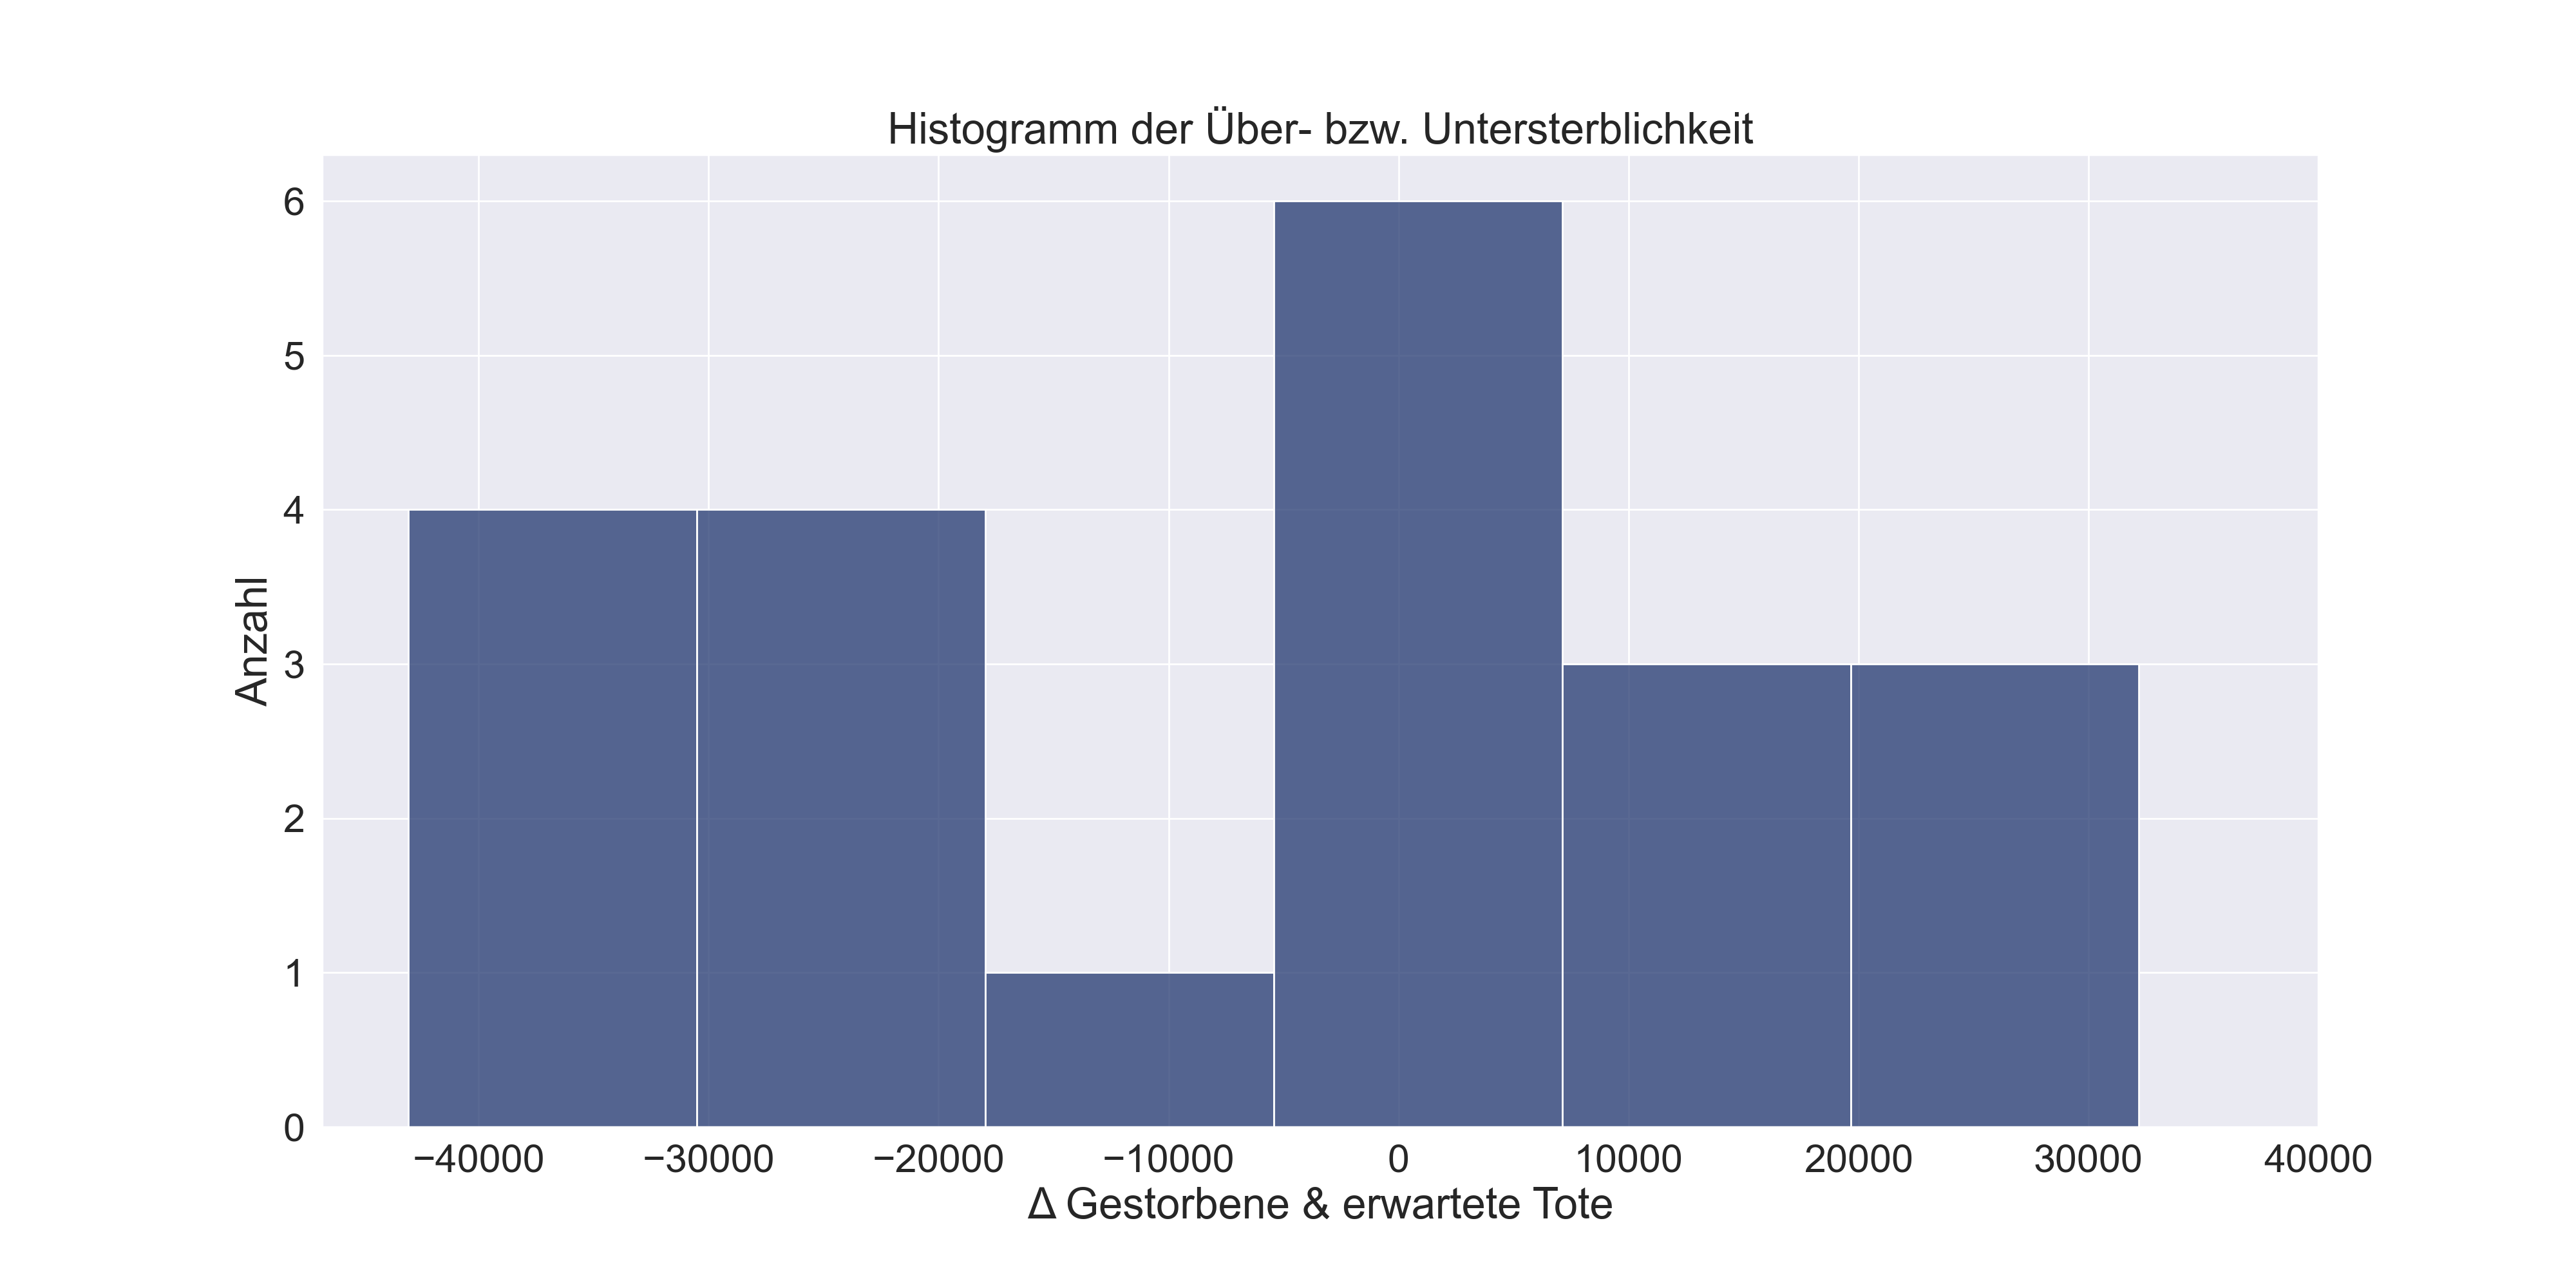 Histogramm der Über- bzw. Untersterblichkeit
6
5
4
3
2
1
0
Anzahl
−40000 −30000 −20000 −10000 0 10000 20000 30000 40000
Δ Gestorbene & erwartete Tote